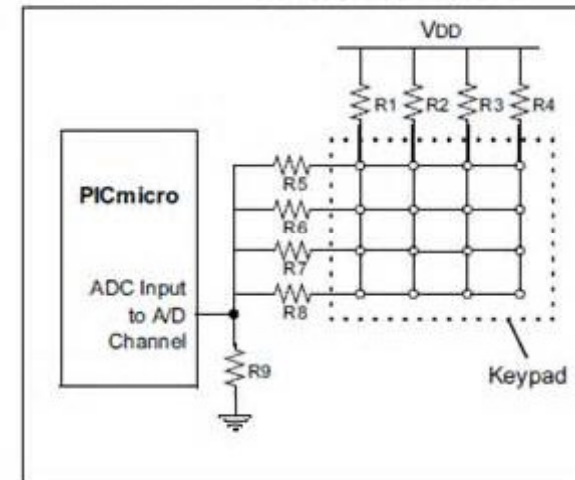 VDD
R1 R2 R3 R4
R5
PICmicro
R6
R7
ADC Input
to A/D
Channel
R8
R9
Keypad